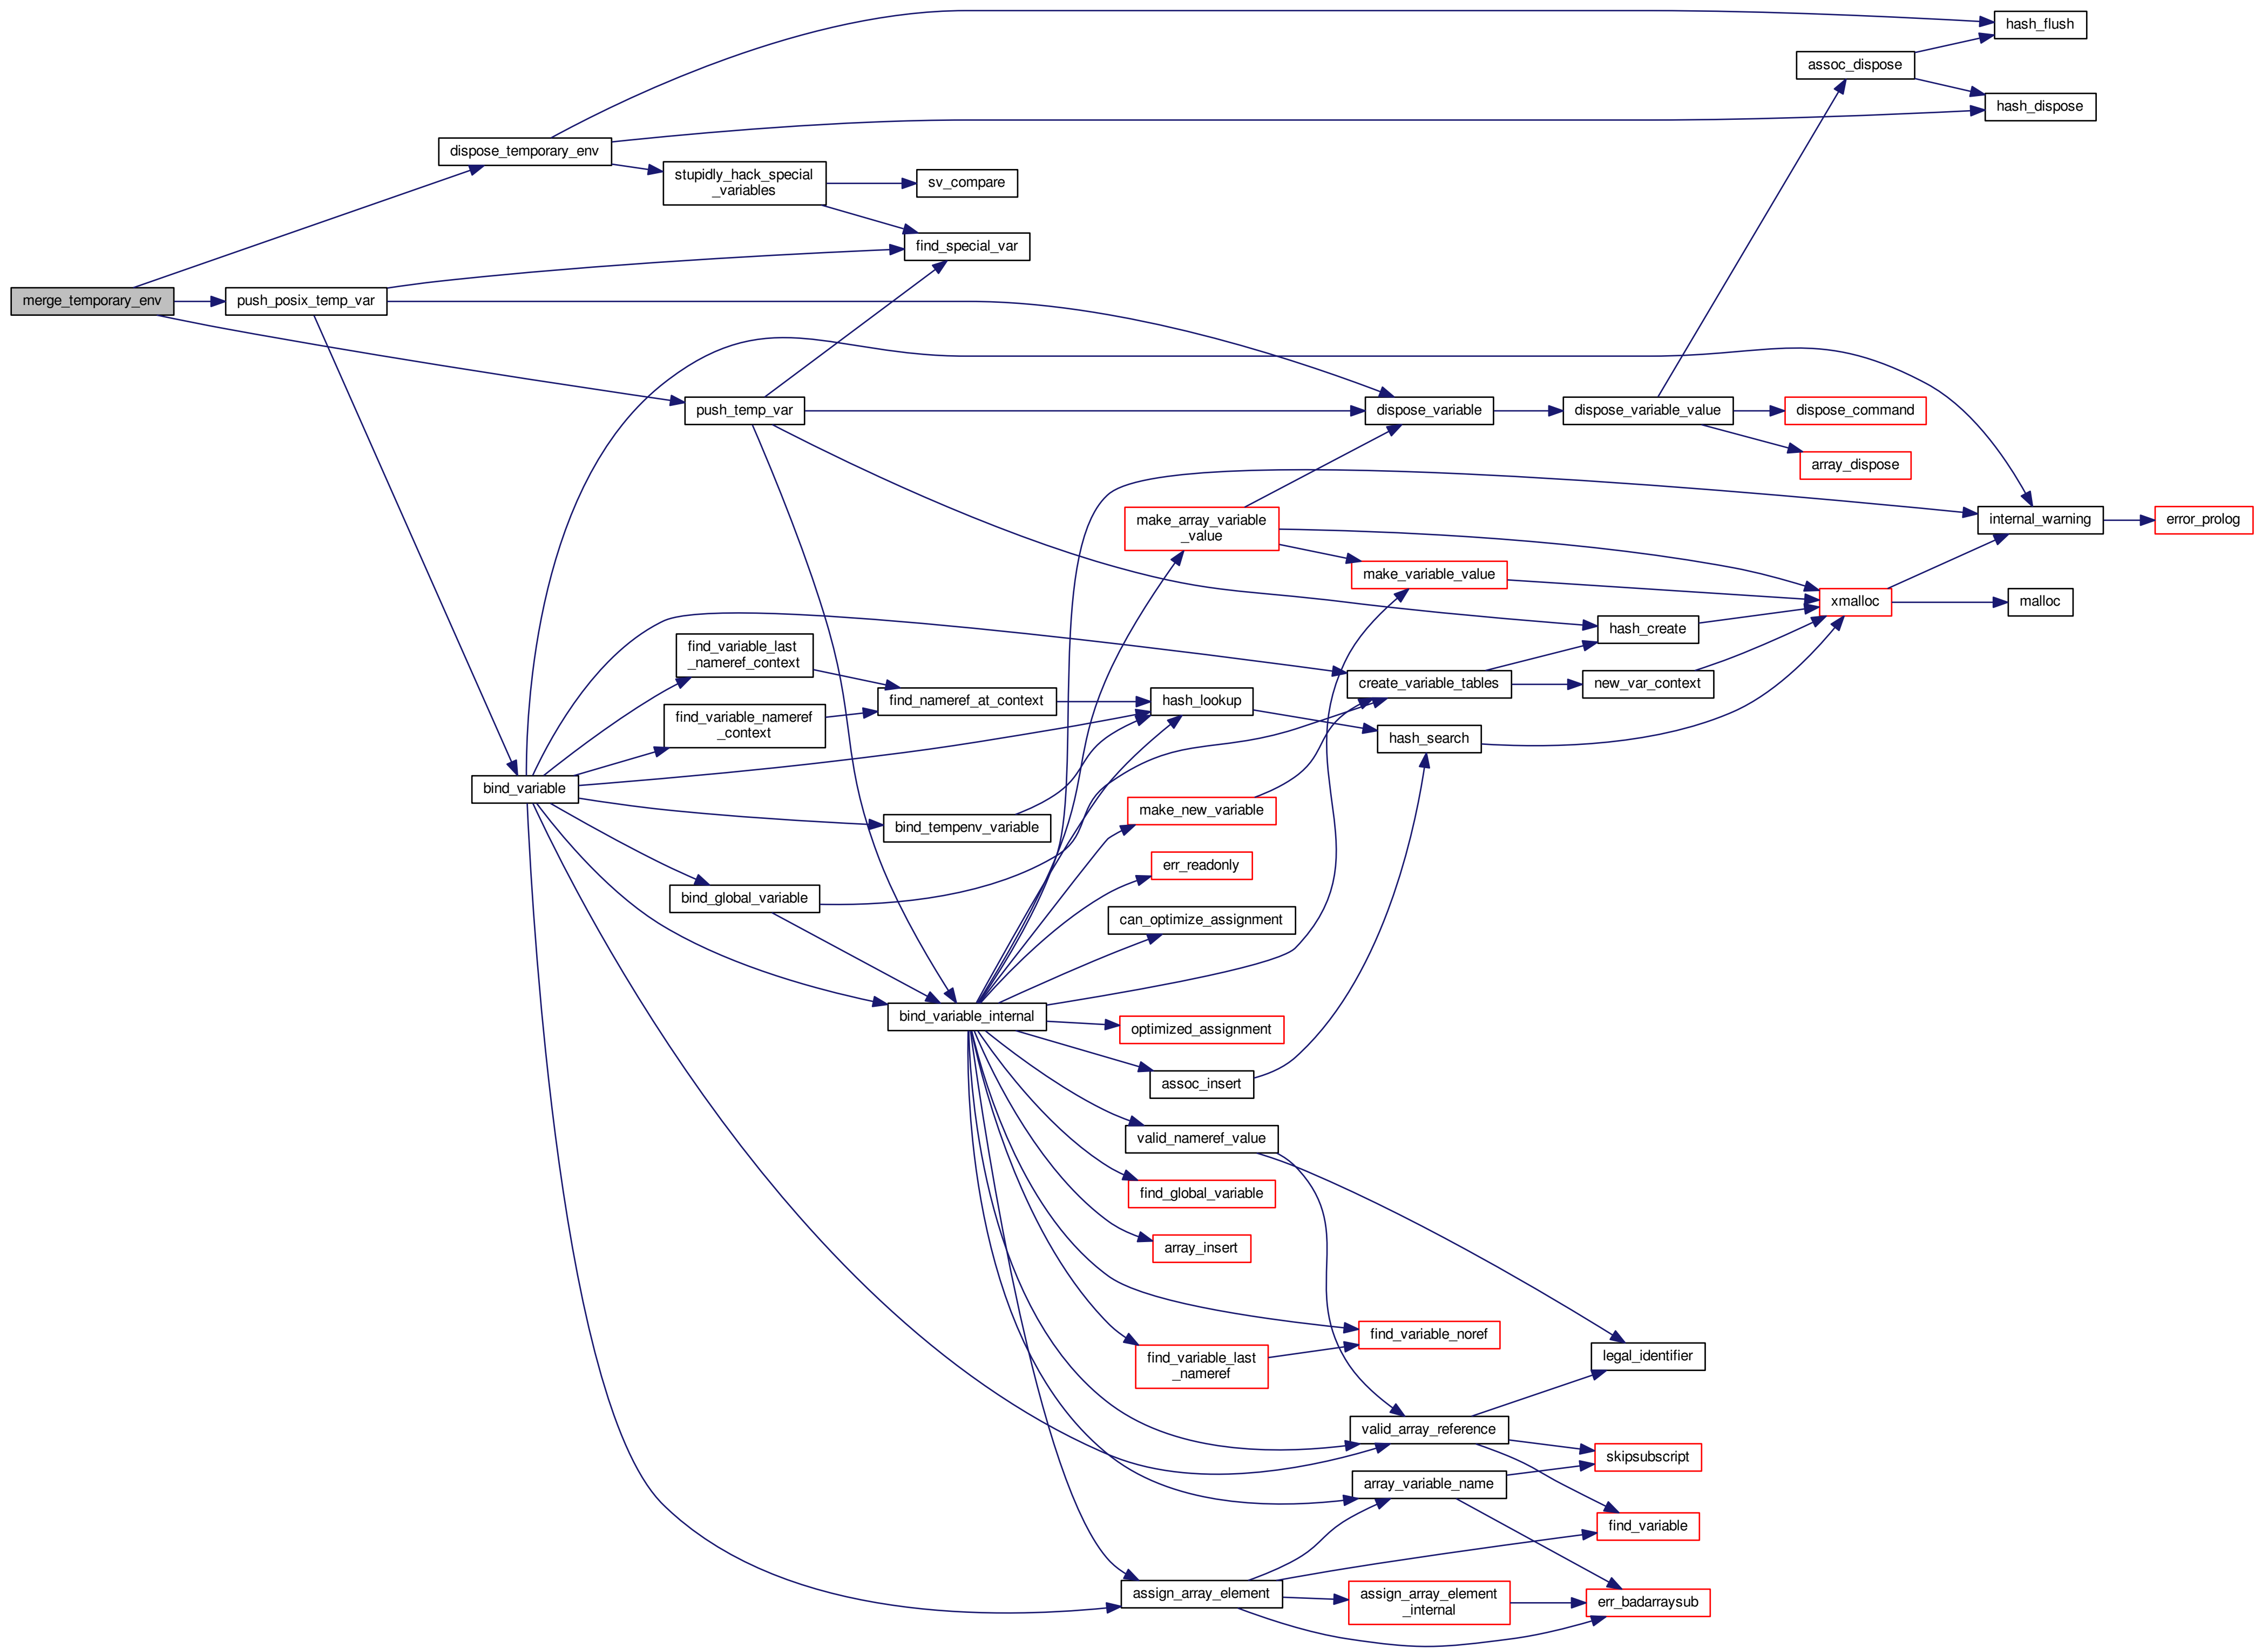 hash_flush
assoc_dispose
hash_dispose
dispose_temporary_env
stupidly_hack_special
_variables
sv_compare
find_special_var
merge_temporary_env
push_posix_temp_var
push_temp_var
dispose_variable
dispose_variable_value
dispose_command
array_dispose
make_array_variable
_value
internal_warning
error_prolog
make_variable_value
xmalloc
malloc
hash_create
find_variable_last
_nameref_context
create_variable_tables
new_var_context
find_nameref_at_context
hash_lookup
find_variable_nameref
_context
hash_search
bind_variable
make_new_variable
bind_tempenv_variable
err_readonly
bind_global_variable
can_optimize_assignment
bind_variable_internal
optimized_assignment
assoc_insert
valid_nameref_value
find_global_variable
array_insert
find_variable_noref
find_variable_last
_nameref
legal_identifier
valid_array_reference
skipsubscript
array_variable_name
find_variable
assign_array_element
assign_array_element
_internal
err_badarraysub